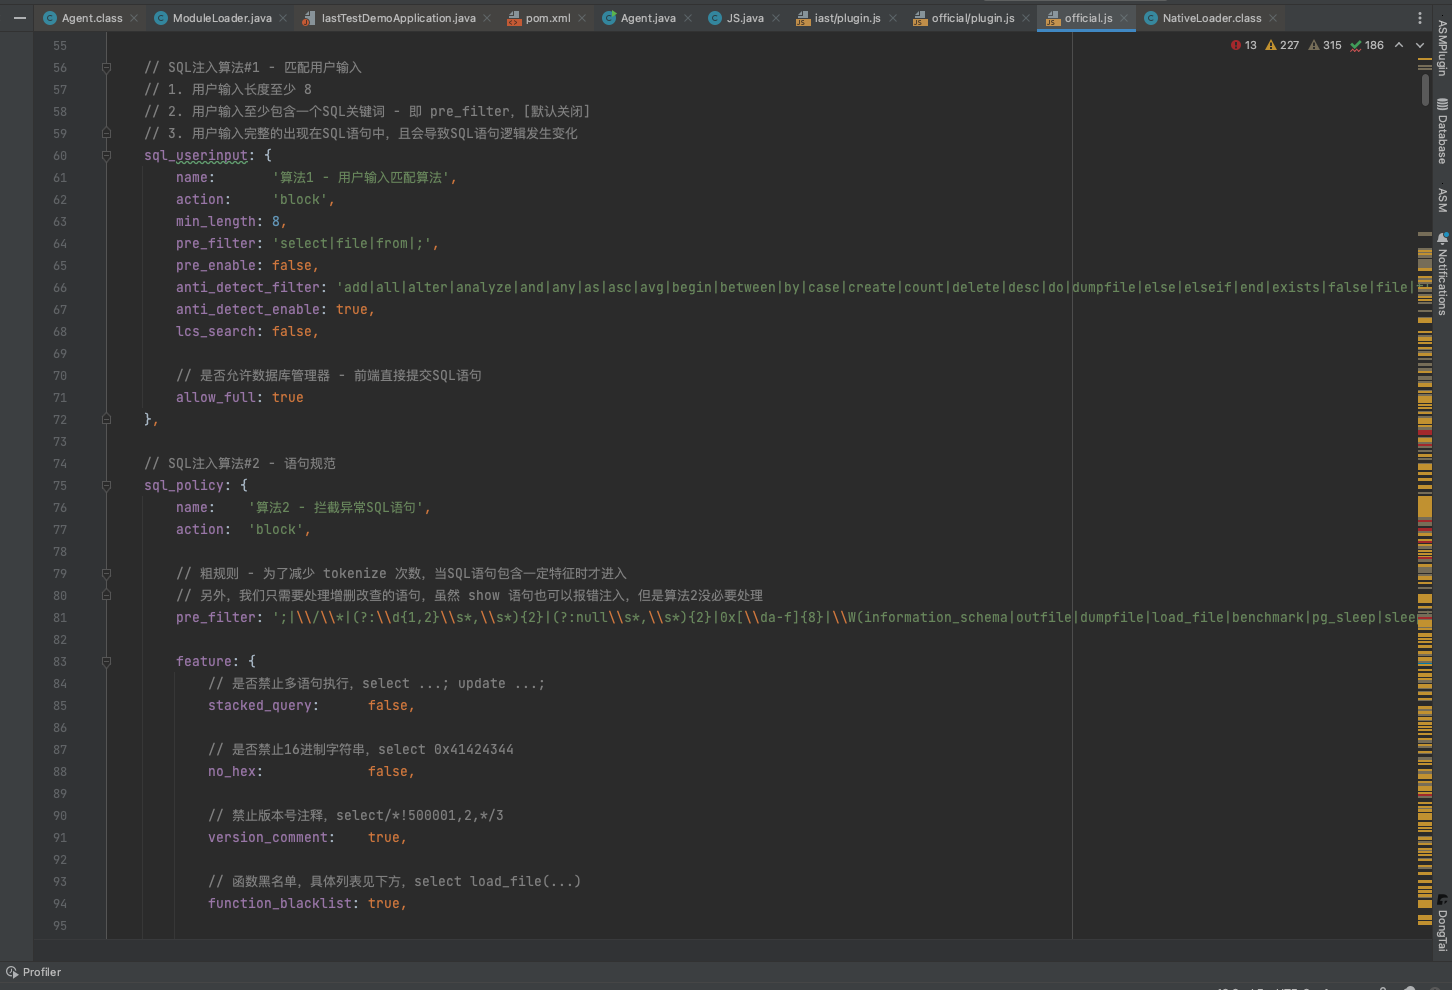 Agent.class
ModuleLoader.java
lastTestDemoApplication.java
pom.xml
Agent.java
JS.java
iast/plugin.js
official/plugin.js
official.js
NativeLoader.class
13 227 315 186
55
56 // SQL注入算法#1 - 匹配用户输入
57 // 1. 用户输入长度至少 8
58 // 2. 用户输入至少包含一个SQL关键词 - 即 pre_filter，[默认关闭]
59 // 3. 用户输入完整的出现在SQL语句中，且会导致SQL语句逻辑发生变化
60 sql_userinput: {
61 name: '算法1 - 用户输入匹配算法',
62 action: 'block',
63 min_length: 8,
64 pre_filter: 'select|file|from|;',
65 pre_enable: false,
66 anti_detect_filter: 'add|all|alter|analyze|and|any|as|asc|avg|begin|between|by|case|create|count|delete|desc|do|dumpfile|else|elseif|end|exists|false|file|
67 anti_detect_enable: true,
68 lcs_search: false,
69
70 // 是否允许数据库管理器 - 前端直接提交SQL语句
71 allow_full: true
72 },
73
74 // SQL注入算法#2 - 语句规范
75 sql_policy: {
76 name: '算法2 - 拦截异常SQL语句',
77 action: 'block',
78
79 // 粗规则 - 为了减少 tokenize 次数，当SQL语句包含一定特征时才进入
80 // 另外，我们只需要处理增删改查的语句，虽然 show 语句也可以报错注入，但是算法2没必要处理
81 pre_filter: ';|\\/\\*|(?:\\d{1,2}\\s*,\\s*){2}|(?:null\\s*,\\s*){2}|0x[\\da-f]{8}|\\W(information_schema|outfile|dumpfile|load_file|benchmark|pg_sleep|slee
82
83 feature: {
84 // 是否禁止多语句执行，select ...; update ...;
85 stacked_query: false,
86
87 // 是否禁止16进制字符串，select 0x41424344
88 no_hex: false,
89
90 // 禁止版本号注释，select/*!500001,2,*/3
91 version_comment: true,
92
93 // 函数黑名单，具体列表见下方，select load_file(...)
94 function_blacklist: true,
95
ASMPlugin
Database
ASM
Notifications
DongTai
Profiler